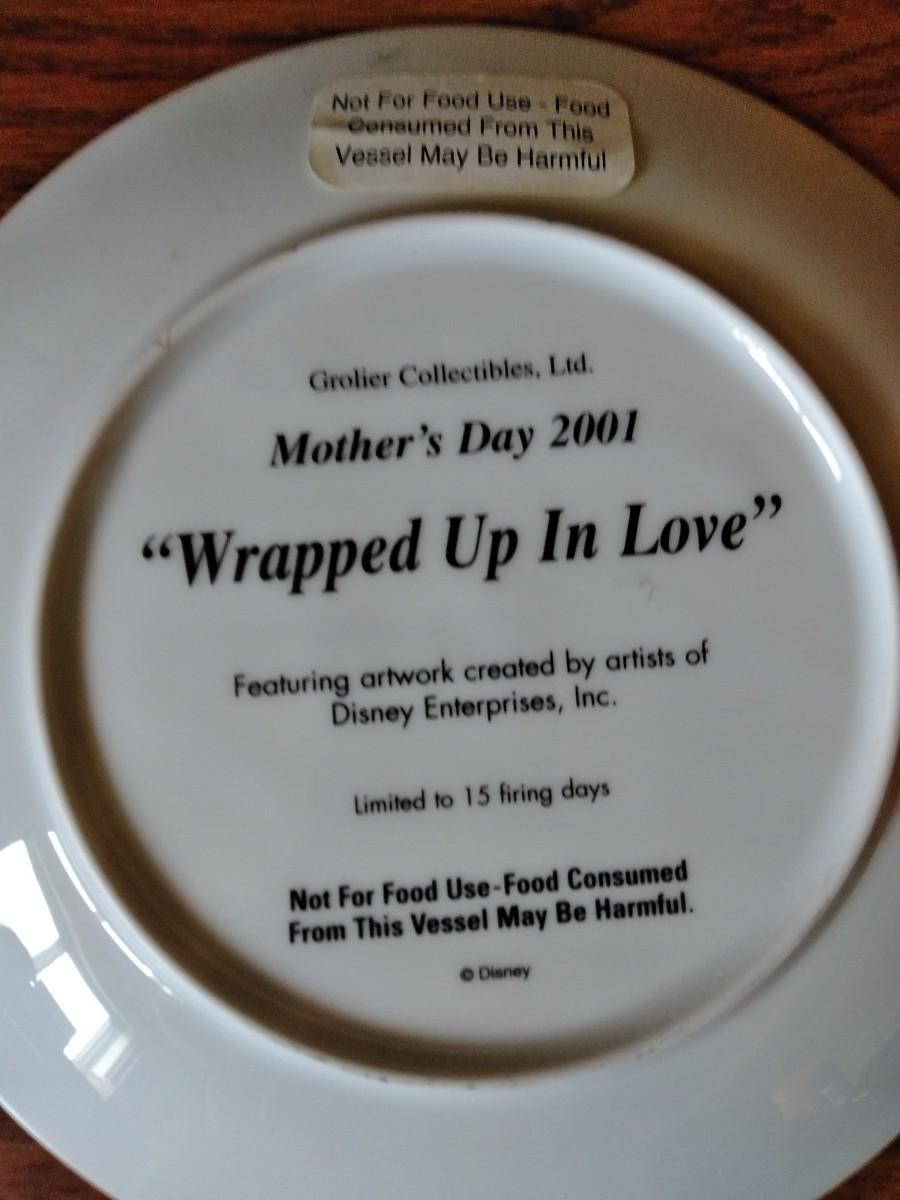 Not For Food Use - Food
Consumed From This
Vessel May Be Harmful
Grolier Collectibles, Ltd.
Mother's Day 2001
"Wrapped Up In Love"
Featuring artwork created by artists of
Disney Enterprises, Inc.
Limited to 15 firing days
Not For Food Use-Food Consumed
From This Vessel May Be Harmful.
© Disney